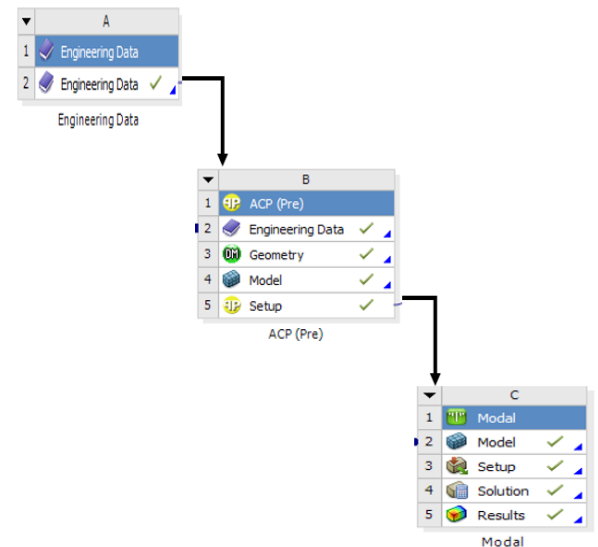 A
1 Engineering Data
2 Engineering Data
Engineering Data
B
1 ACP (Pre)
2 Engineering Data
3 DM Geometry
4 Model
5 Setup
ACP (Pre)
C
1 Modal
2 Model
3 Setup
4 Solution
5 Results
Modal